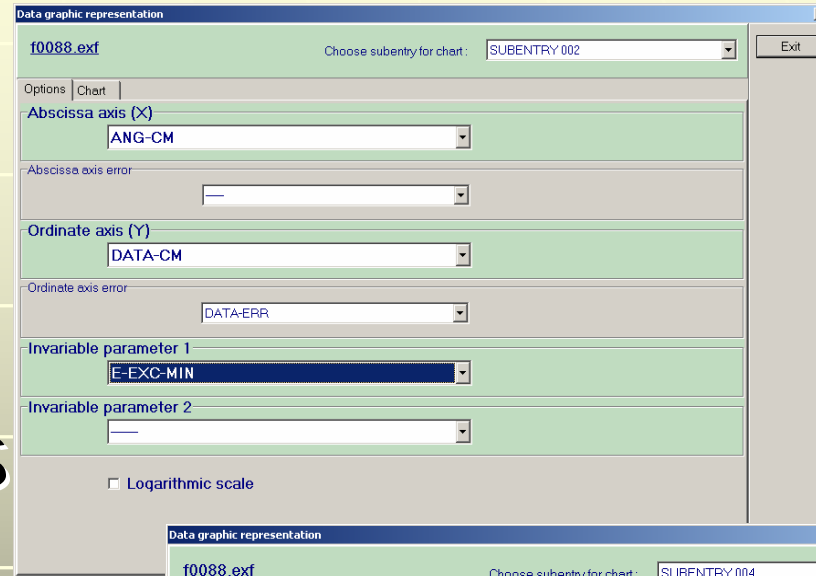 Data graphic representation
f0088.exf
Choose subentry for chart :
SUBENTRY 002
Exit
Options
Chart
Abscissa axis (X)
ANG-CM
Abscissa axis error
Ordinate axis (Y)
DATA-CM
Ordinate axis error
DATA-ERR
Invariable parameter 1
E-EXC-MIN
Invariable parameter 2
Logarithmic scale
Data graphic representation
f0088.exf
Choose subentry for chart :
SUBENTRY 004